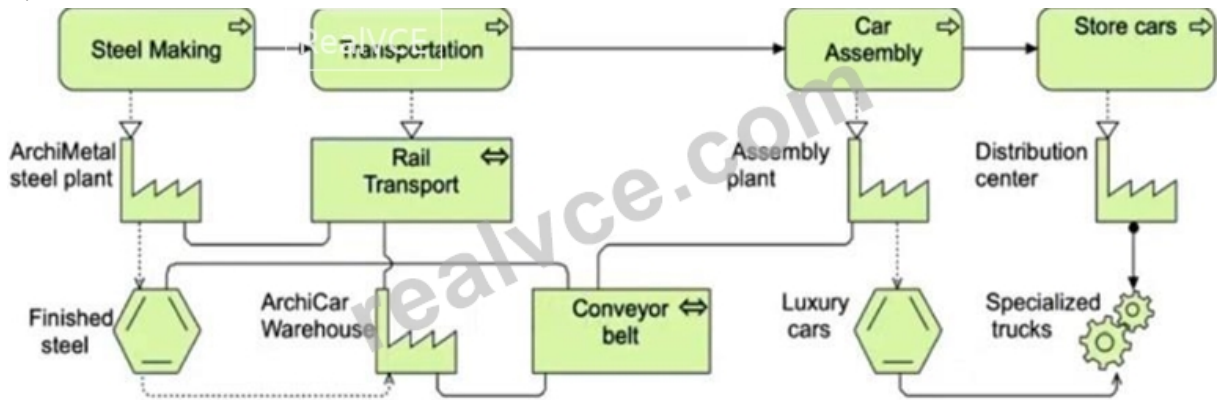 Steel Making
RealVCE
Transportation
Car
Assembly
Store cars
ArchiMetal
steel plant
Rail
Transport
Assembly
plant
Distribution
center
realvce.com
Finished
steel
ArchiCar
Warehouse
Conveyor
belt
Luxury
cars
Specialized
trucks